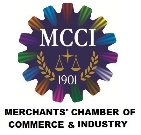 MCCI
1901
MERCHANTS' CHAMBER OF
COMMERCE & INDUSTRY